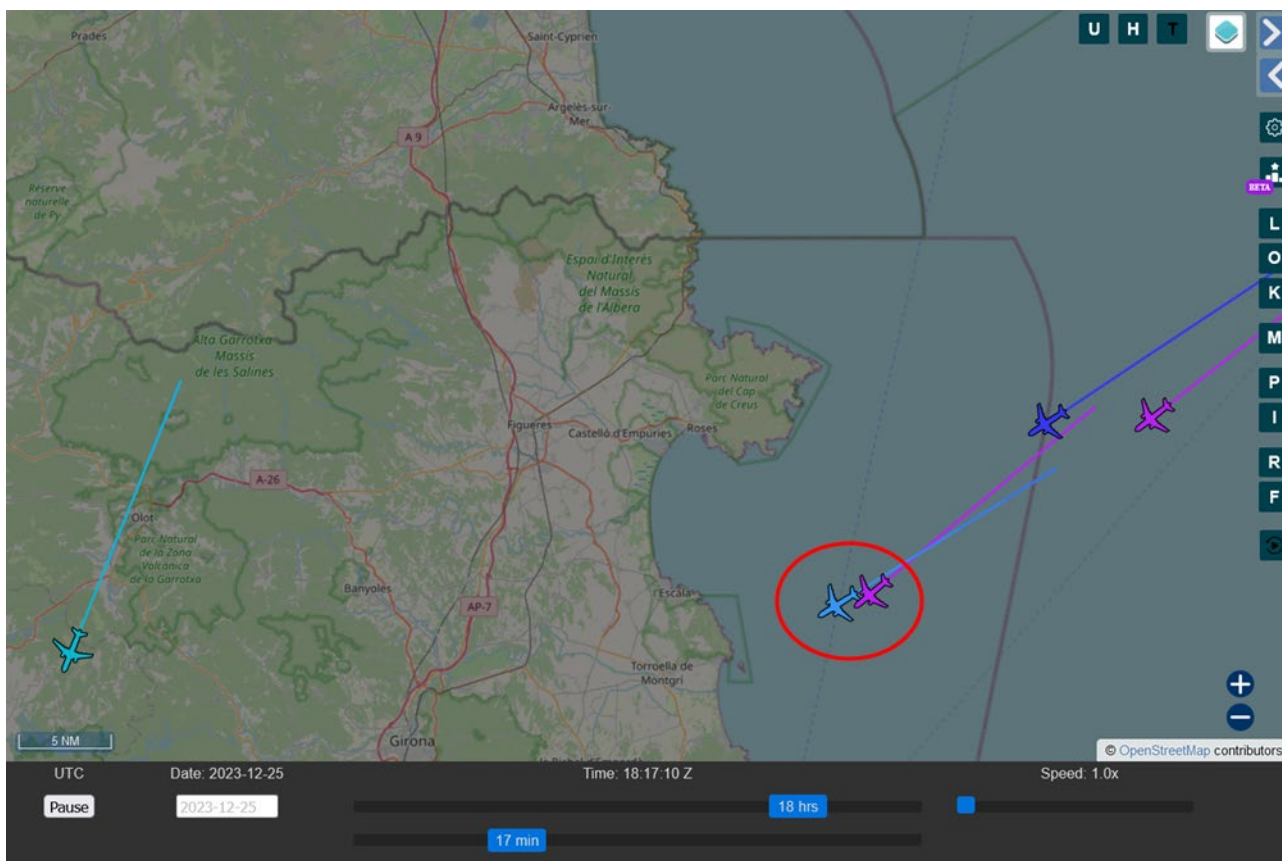 Prades
Saint-Cyprien
U H T
Argelès-sur-
Mer
A 9
Réserve
naturelle
de Py
BETA
L
O
K
M
P
I
R
F
Espai d'Interès
Natural
del Massís
de l'Albera
Alta Garrotxa
Massís
de les Salines
Parc Natural
del Cap
de Creus
Figueres
Castelló d'Empúries
Roses
A-26
Olot
Parc Natural
de la Zona
Volcànica
de la Garrotxa
Banyoles
AP-7
l'Escala
Torroella de
Montgrí
Girona
5 NM
© OpenStreetMap contributors
UTC
Date: 2023-12-25
Time: 18:17:10 Z
Speed: 1.0x
Pause
2023-12-25
18 hrs
17 min